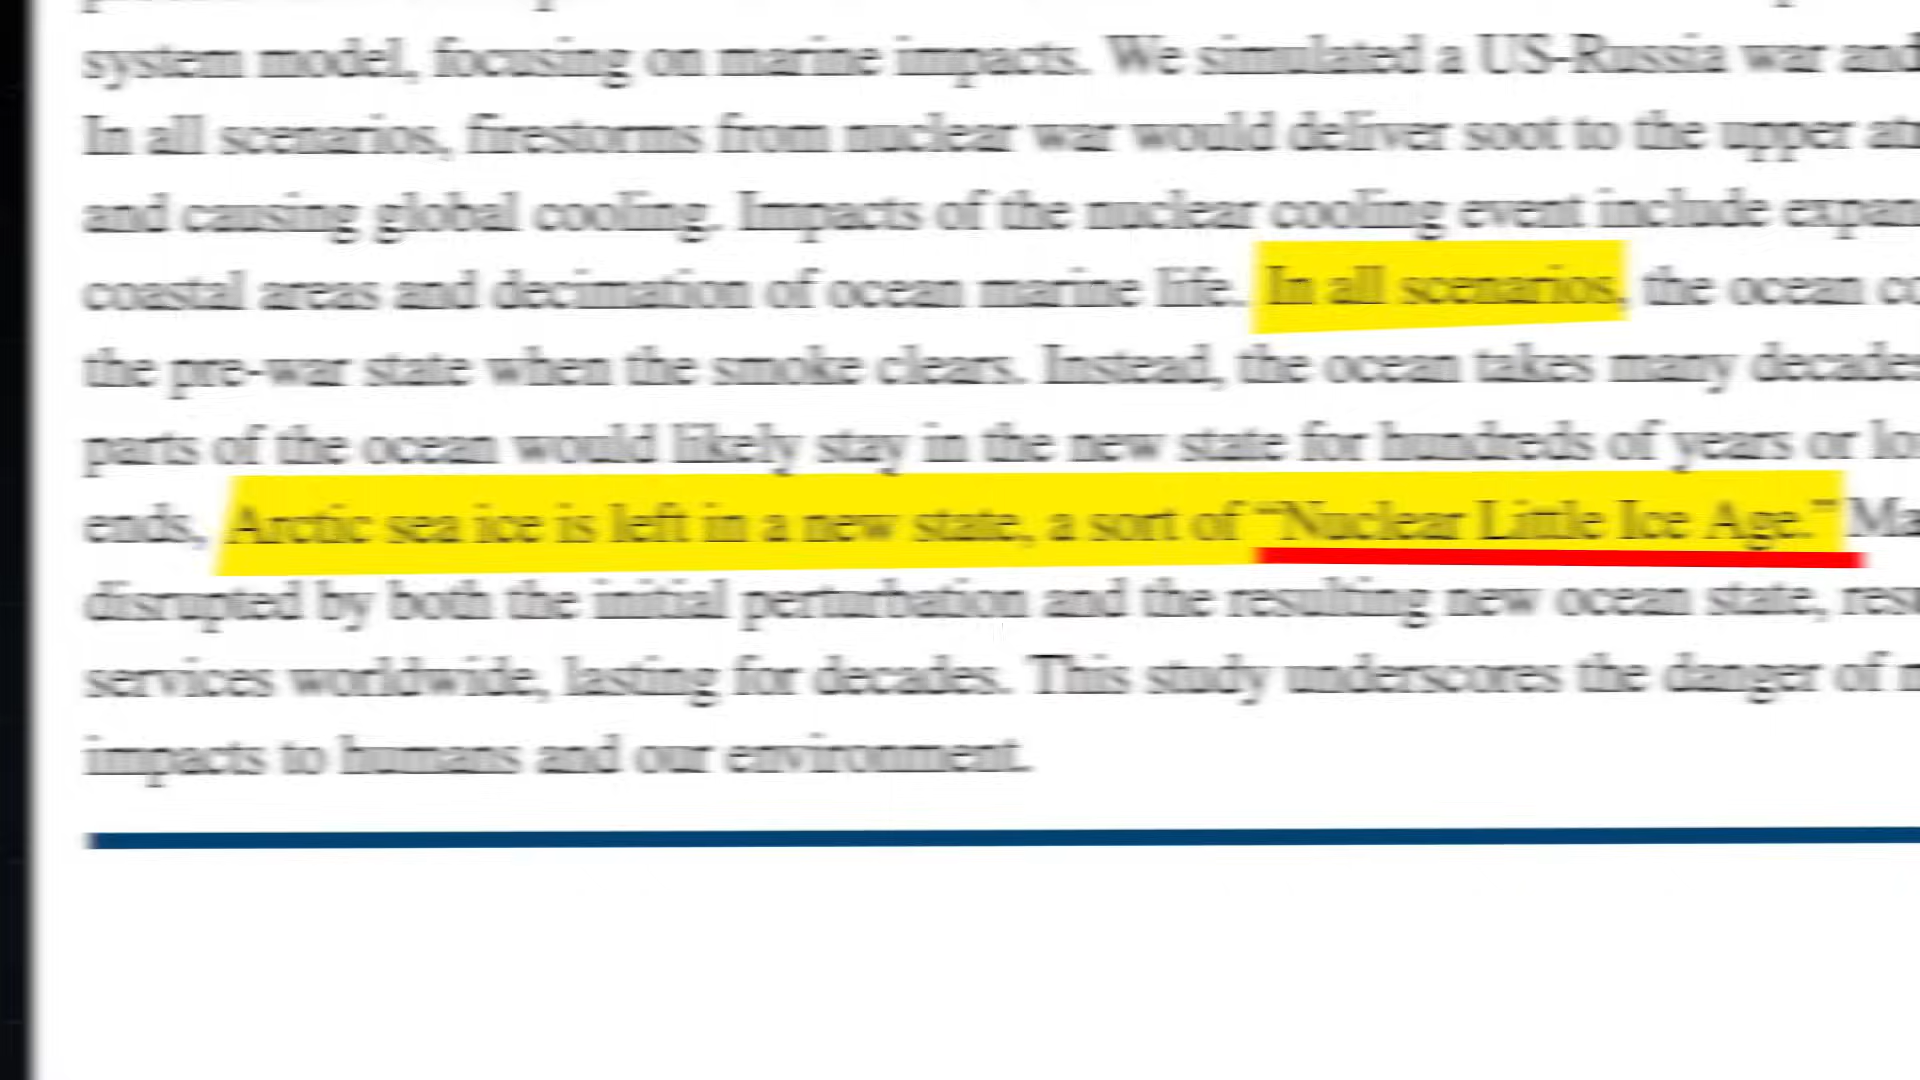 system model, focusing on marine impacts. We simulated a US-Russia war and
In all scenarios, firestorms from nuclear war would deliver soot to the upper
and causing global cooling. Impacts of the nuclear cooling event include
coastal areas and decimation of ocean marine life. In all scenarios, the ocean
the pre-war state when the smoke clears. Instead, the ocean takes many decades
parts of the ocean would likely stay in the new state for hundreds of years or
ends, Arctic sea ice is left in a new state, a sort of “Nuclear Little Ice Age.”
disrupted by both the initial perturbation and the resulting new ocean state,
services worldwide, lasting for decades. This study underscores the danger of
impacts to humans and our environment.